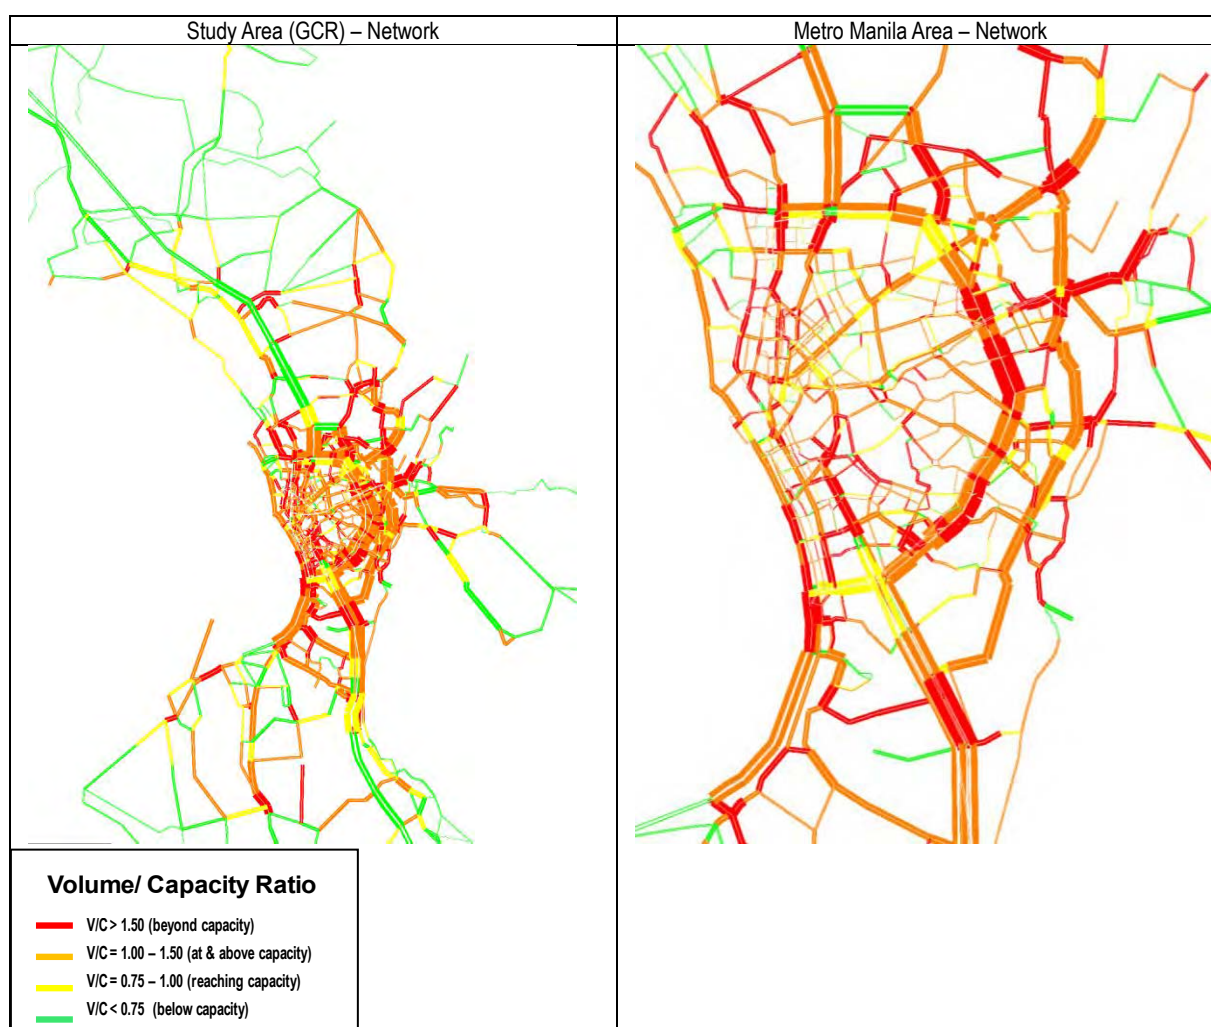 Study Area (GCR) – Network
Metro Manila Area – Network
Volume/ Capacity Ratio
V/C > 1.50 (beyond capacity)
V/C = 1.00 – 1.50 (at & above capacity)
V/C = 0.75 – 1.00 (reaching capacity)
V/C < 0.75 (below capacity)